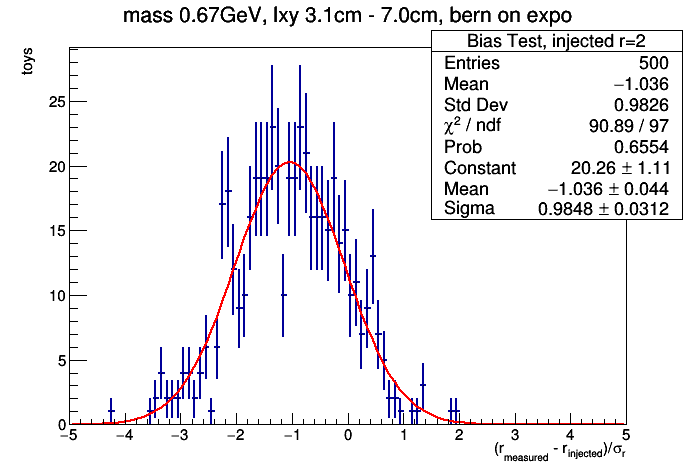 mass 0.67GeV, lxy 3.1cm - 7.0cm, bern on expo
toys
Bias Test, injected r=2
Entries 500
Mean −1.036
Std Dev 0.9826
χ² / ndf 90.89 / 97
Prob 0.6554
Constant 20.26 ± 1.11
Mean −1.036 ± 0.044
Sigma 0.9848 ± 0.0312
25
20
15
10
5
0
−5 −4 −3 −2 −1 0 1 2 3 4 5
(r_measured - r_injected)/σ_r